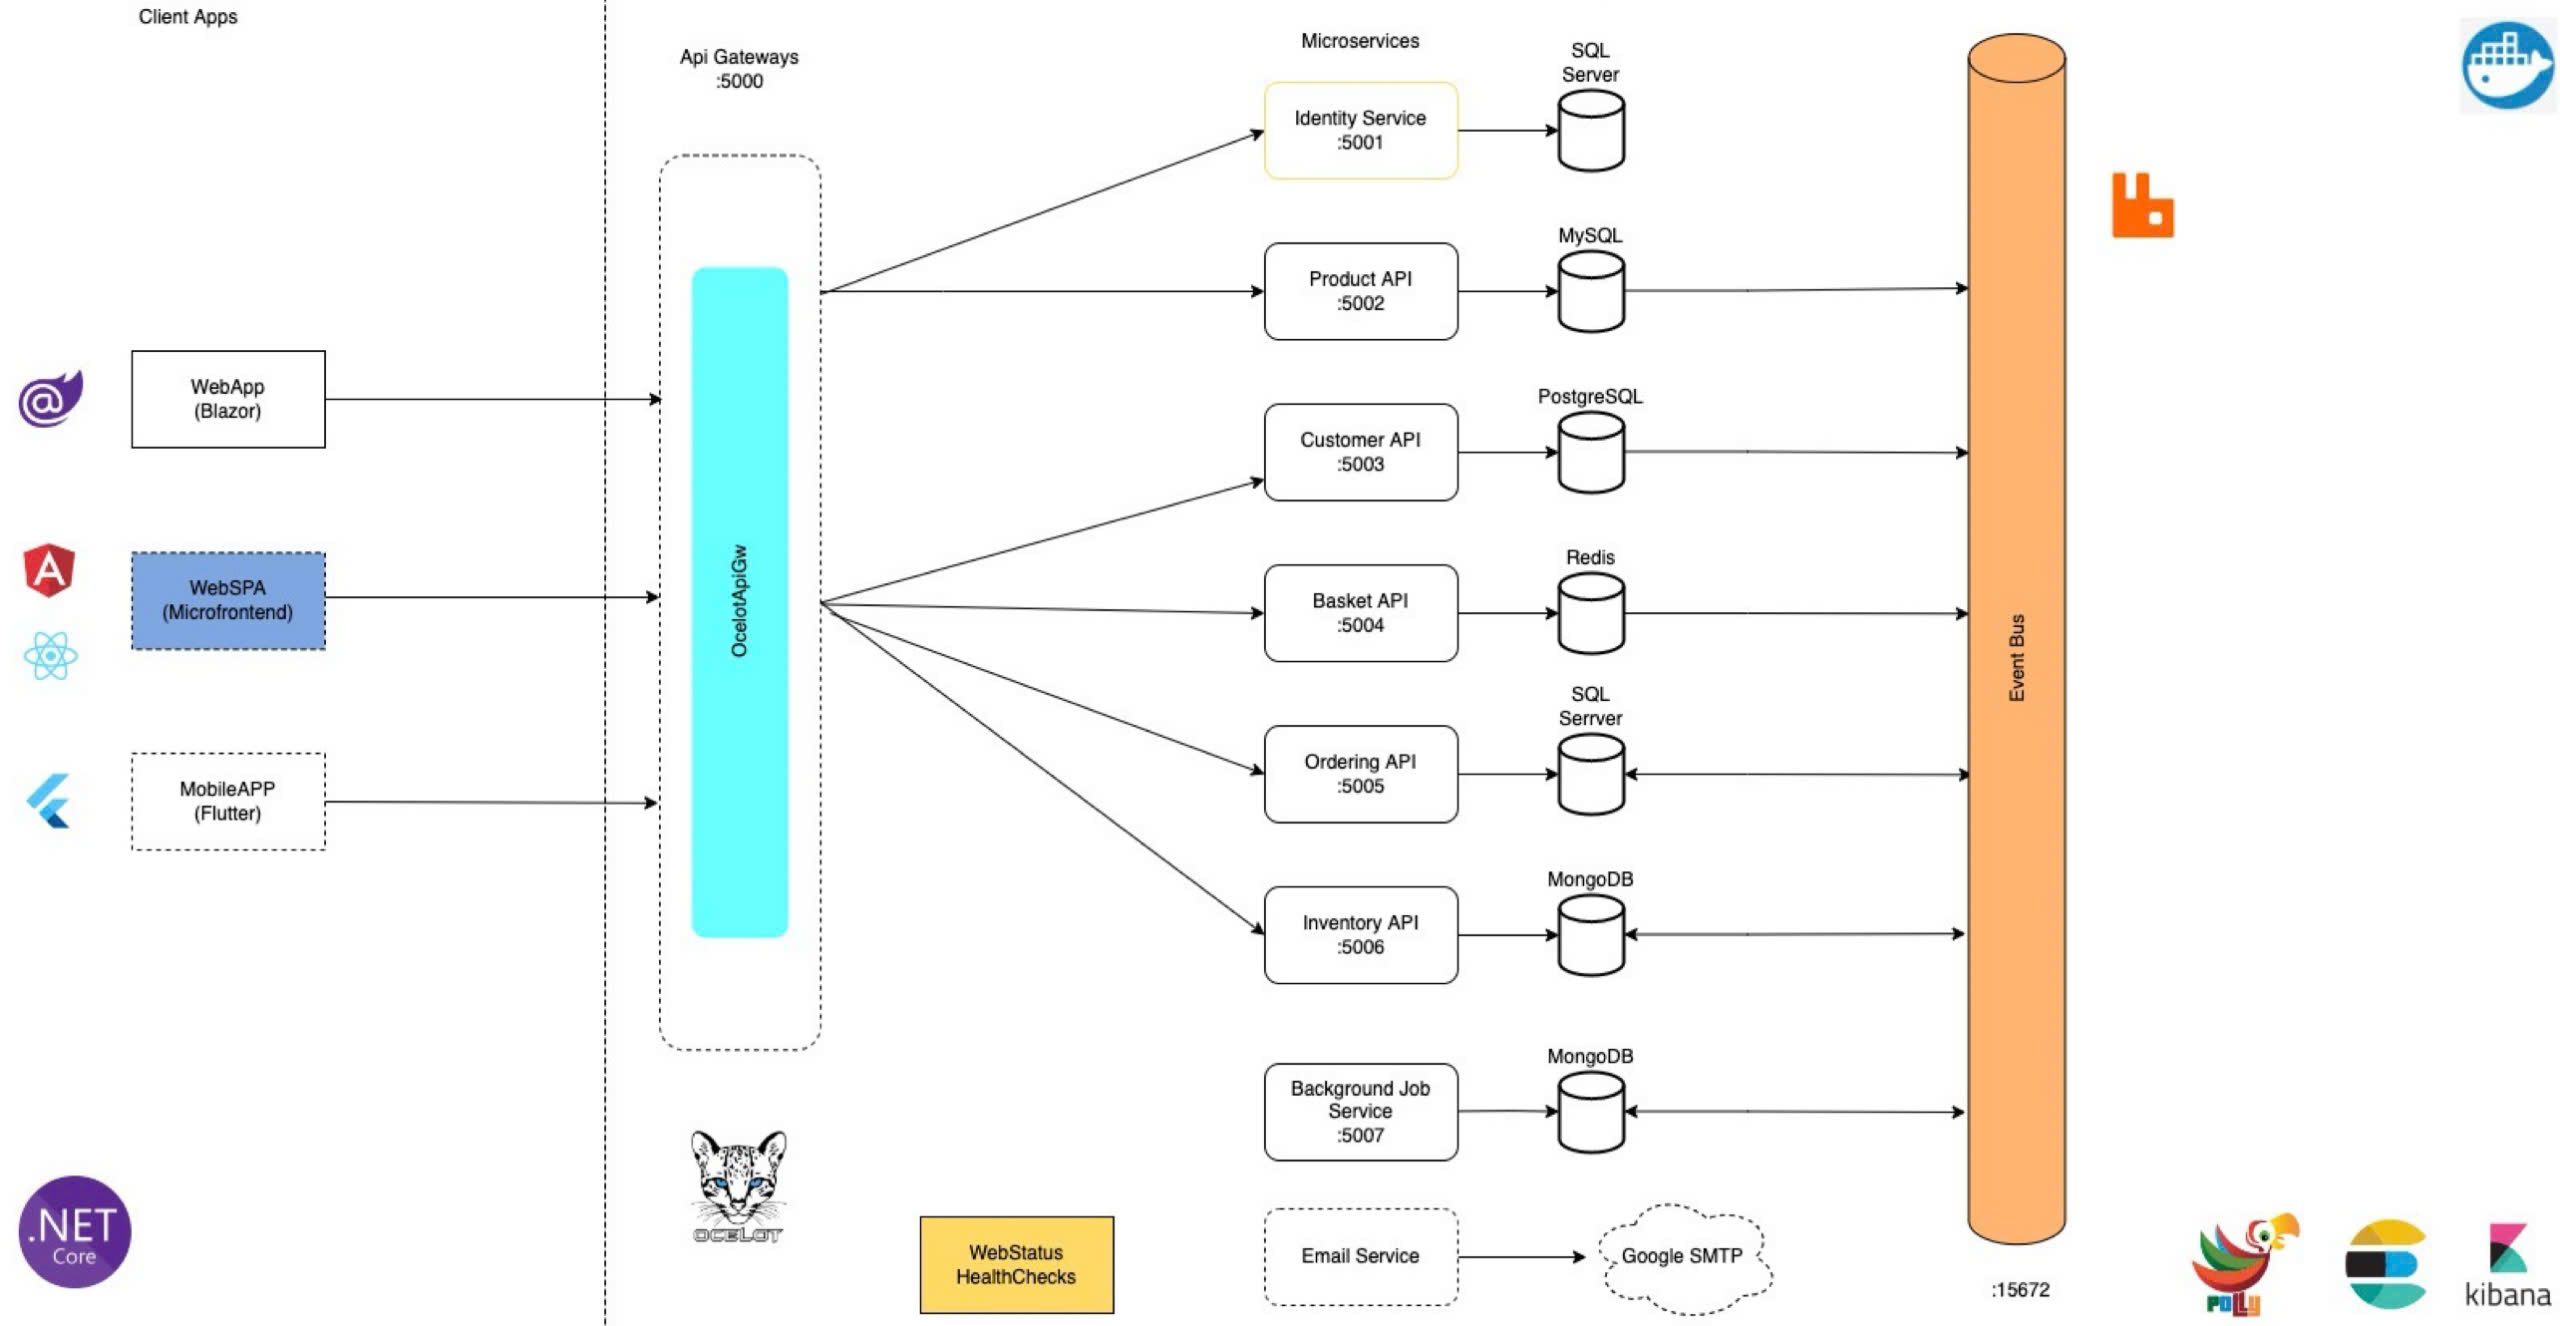 Client Apps
Api Gateways
:5000
Microservices
SQL
Server
Identity Service
:5001
MySQL
Product API
:5002
WebApp
(Blazor)
PostgreSQL
Customer API
:5003
WebSPA
(Microfrontend)
OcelotApiGw
Redis
Basket API
:5004
Event Bus
SQL
Serrver
Ordering API
:5005
MobileAPP
(Flutter)
MongoDB
Inventory API
:5006
MongoDB
Background Job
Service
:5007
.NET
Core
OCELOT
WebStatus
HealthChecks
Email Service
Google SMTP
:15672
POLLY
kibana